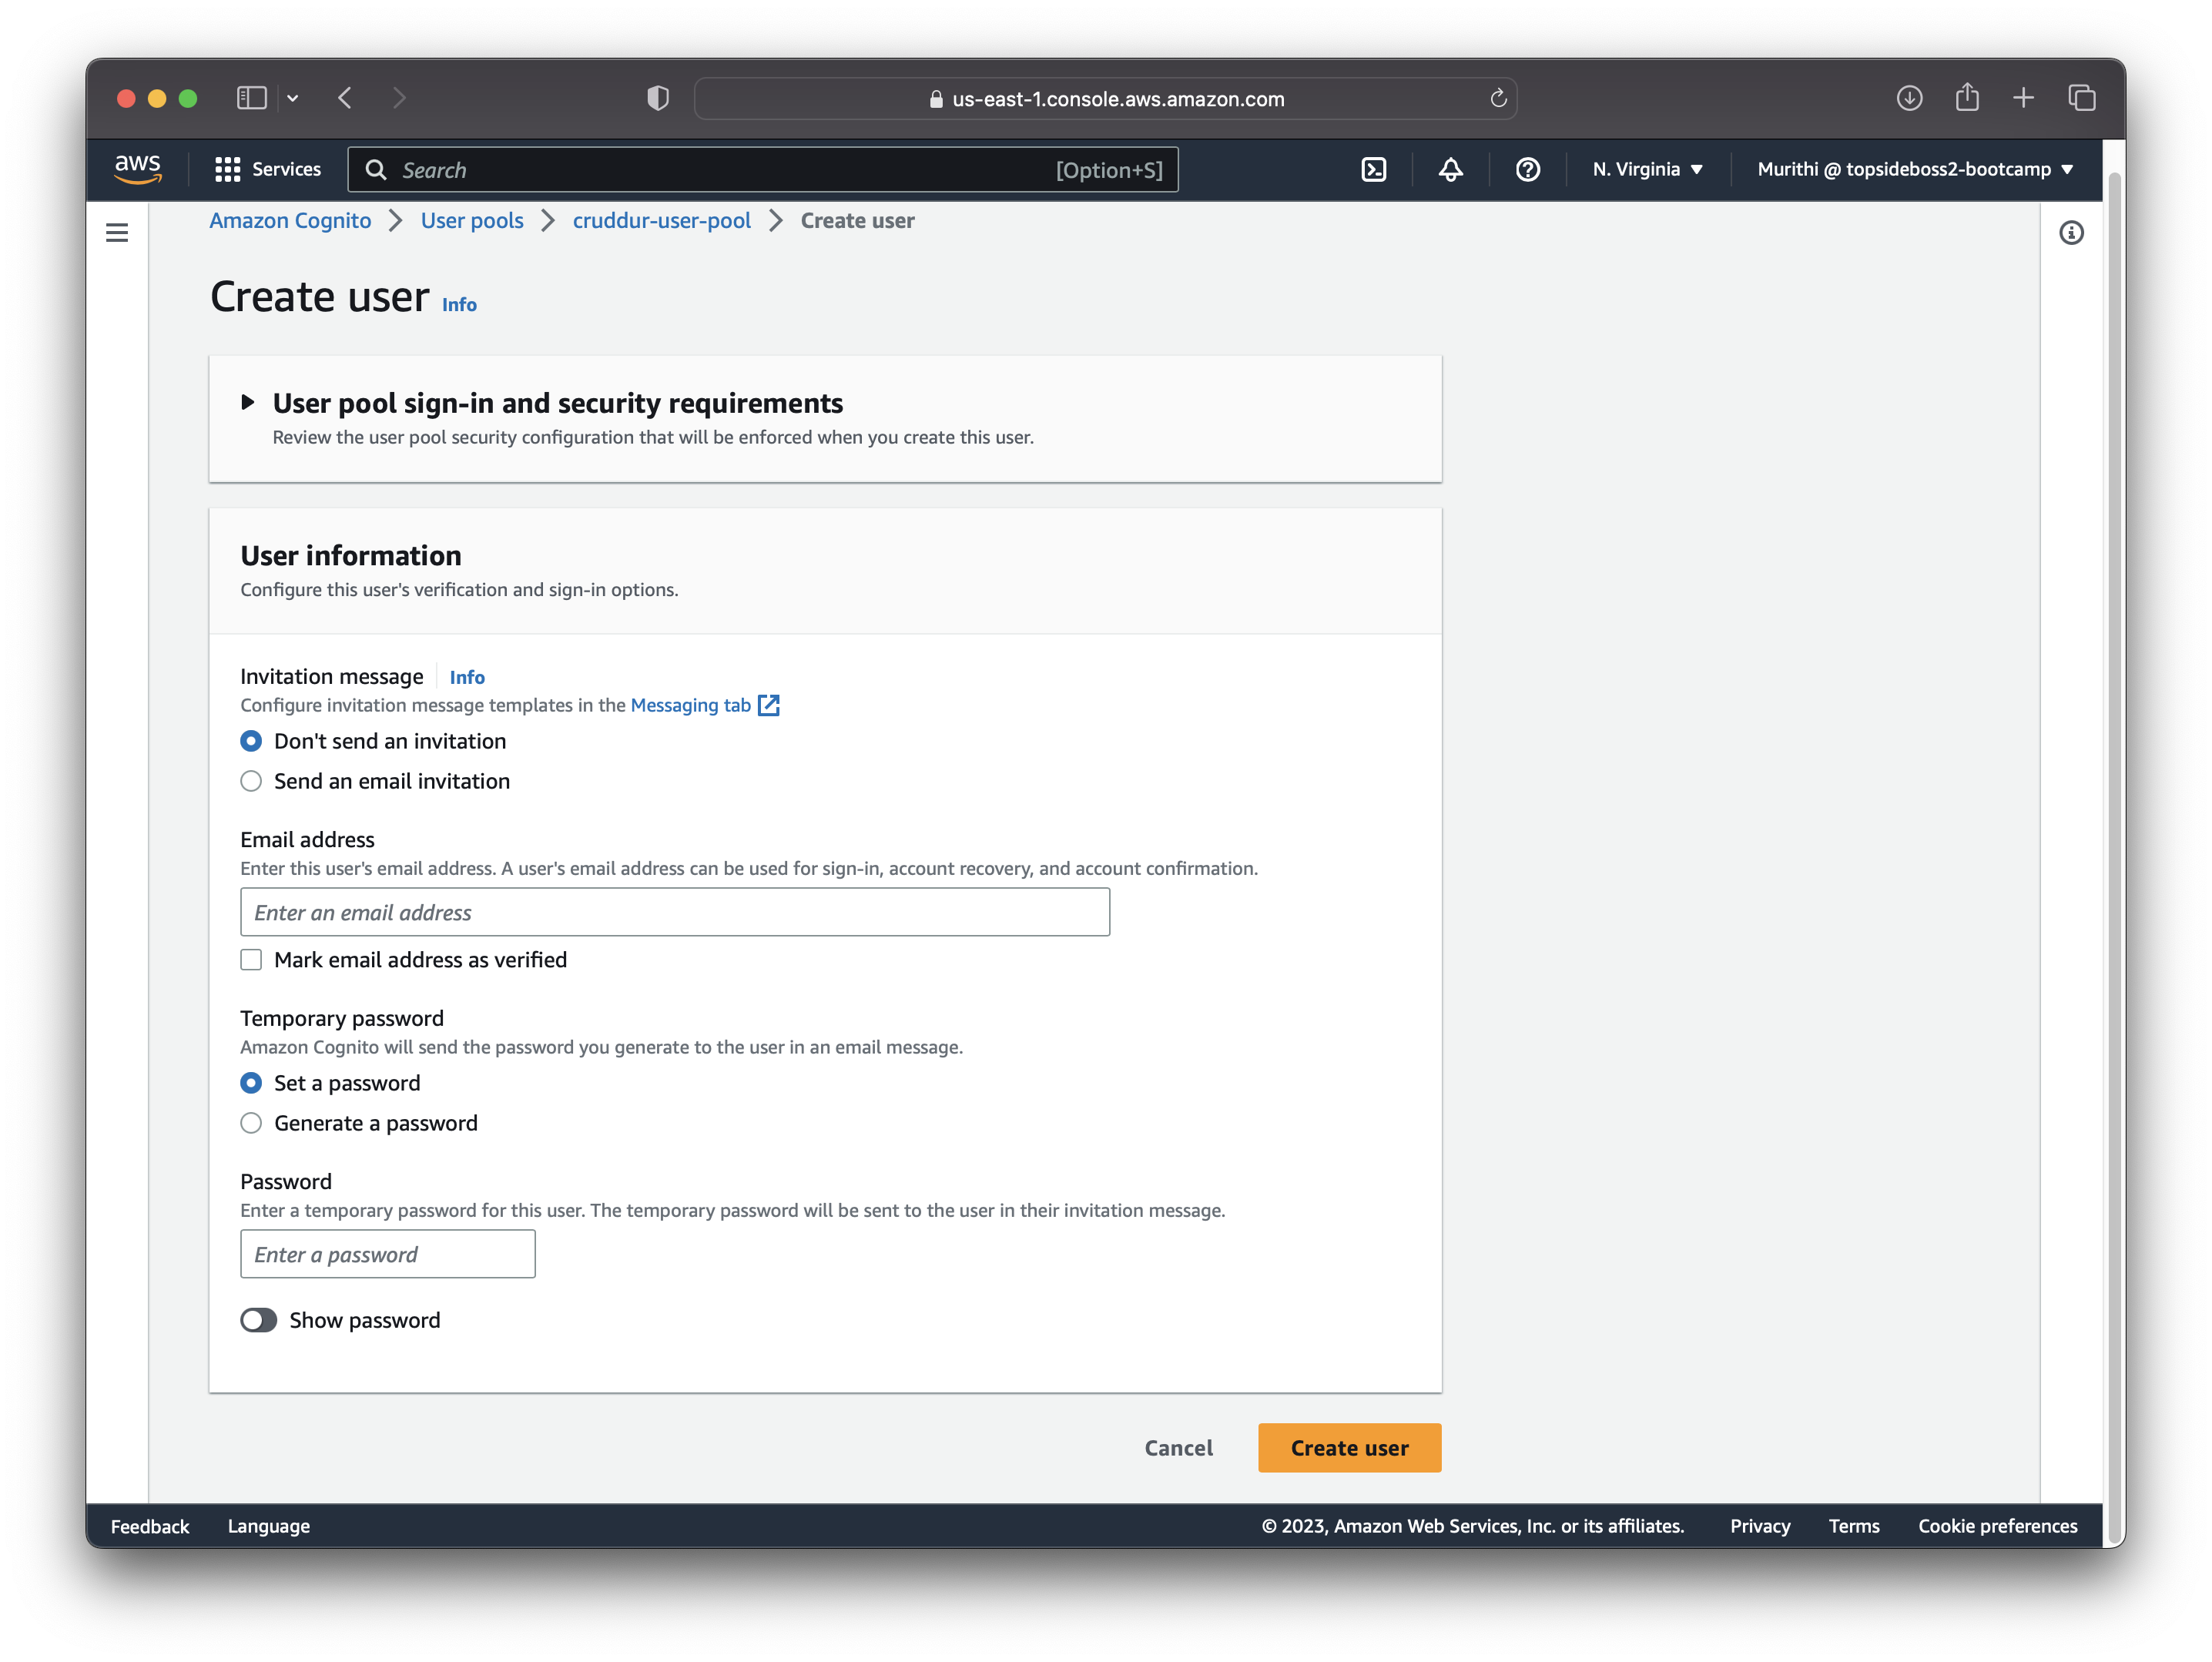 us-east-1.console.aws.amazon.com
aws Services Search [Option+S] N. Virginia Murithi @ topsideboss2-bootcamp
Amazon Cognito User pools cruddur-user-pool Create user
Create user Info
User pool sign-in and security requirements
Review the user pool security configuration that will be enforced when you create this user.
User information
Configure this user's verification and sign-in options.
Invitation message Info
Configure invitation message templates in the Messaging tab
Don't send an invitation
Send an email invitation
Email address
Enter this user's email address. A user's email address can be used for sign-in, account recovery, and account confirmation.
Enter an email address
Mark email address as verified
Temporary password
Amazon Cognito will send the password you generate to the user in an email message.
Set a password
Generate a password
Password
Enter a temporary password for this user. The temporary password will be sent to the user in their invitation message.
Enter a password
Show password
Cancel Create user
Feedback Language © 2023, Amazon Web Services, Inc. or its affiliates. Privacy Terms Cookie preferences